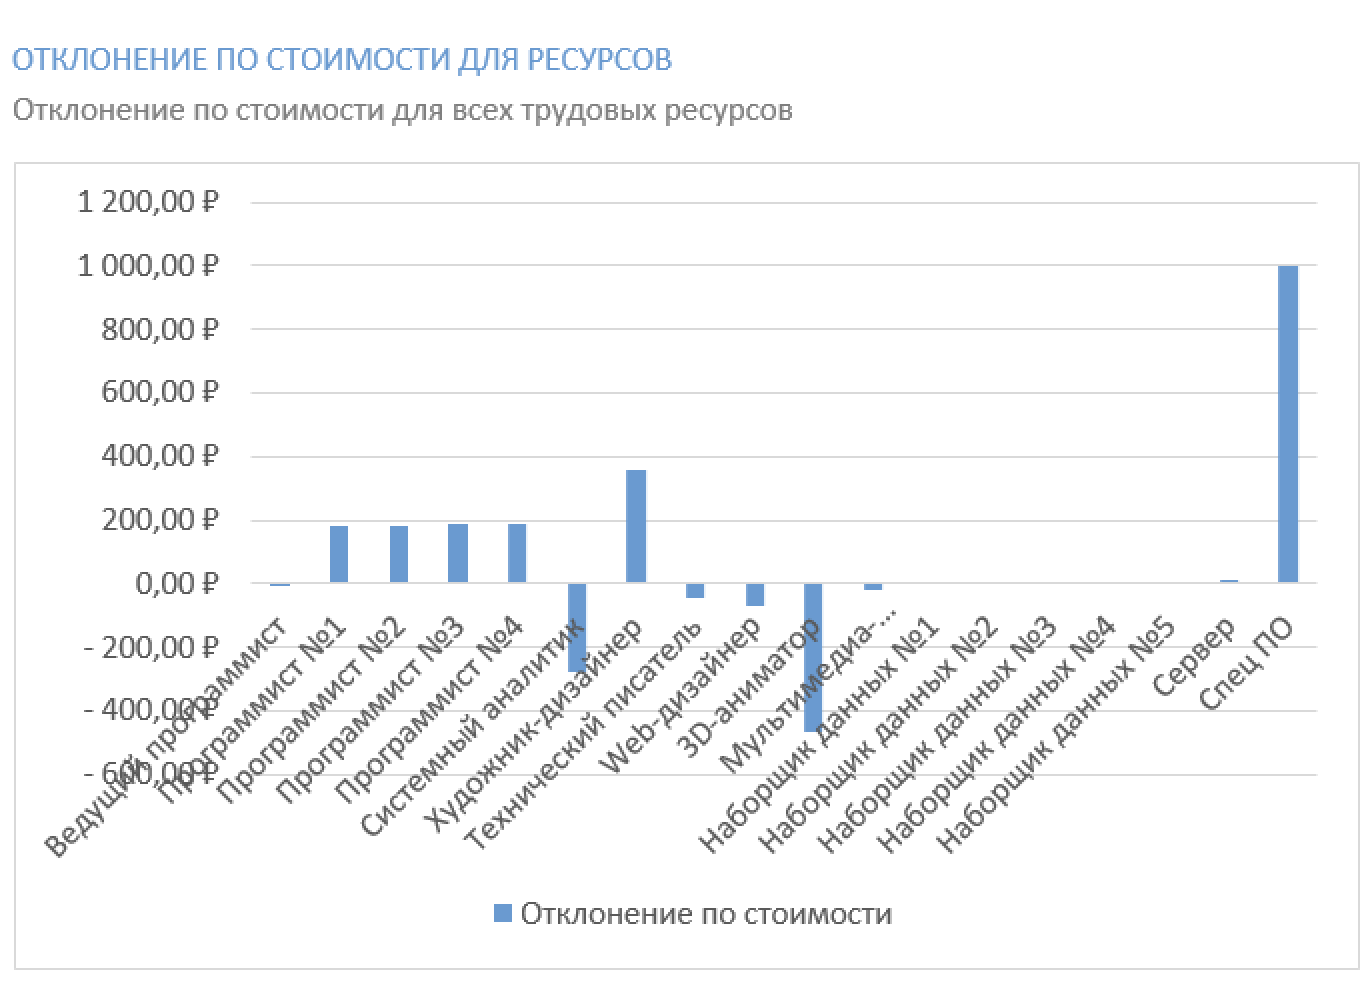 ОТКЛОНЕНИЕ ПО СТОИМОСТИ ДЛЯ РЕСУРСОВ
Отклонение по стоимости для всех трудовых ресурсов
1 200,00 ₽
1 000,00 ₽
800,00 ₽
600,00 ₽
400,00 ₽
200,00 ₽
0,00 ₽
- 200,00 ₽
- 400,00 ₽
- 600,00 ₽
Ведущий программист
Программист №1
Программист №2
Программист №3
Программист №4
Системный аналитик
Художник-дизайнер
Технический писатель
Web-дизайнер
3D-аниматор
Мультимедиа-...
Наборщик данных №1
Наборщик данных №2
Наборщик данных №3
Наборщик данных №4
Наборщик данных №5
Сервер
Спец ПО
Отклонение по стоимости